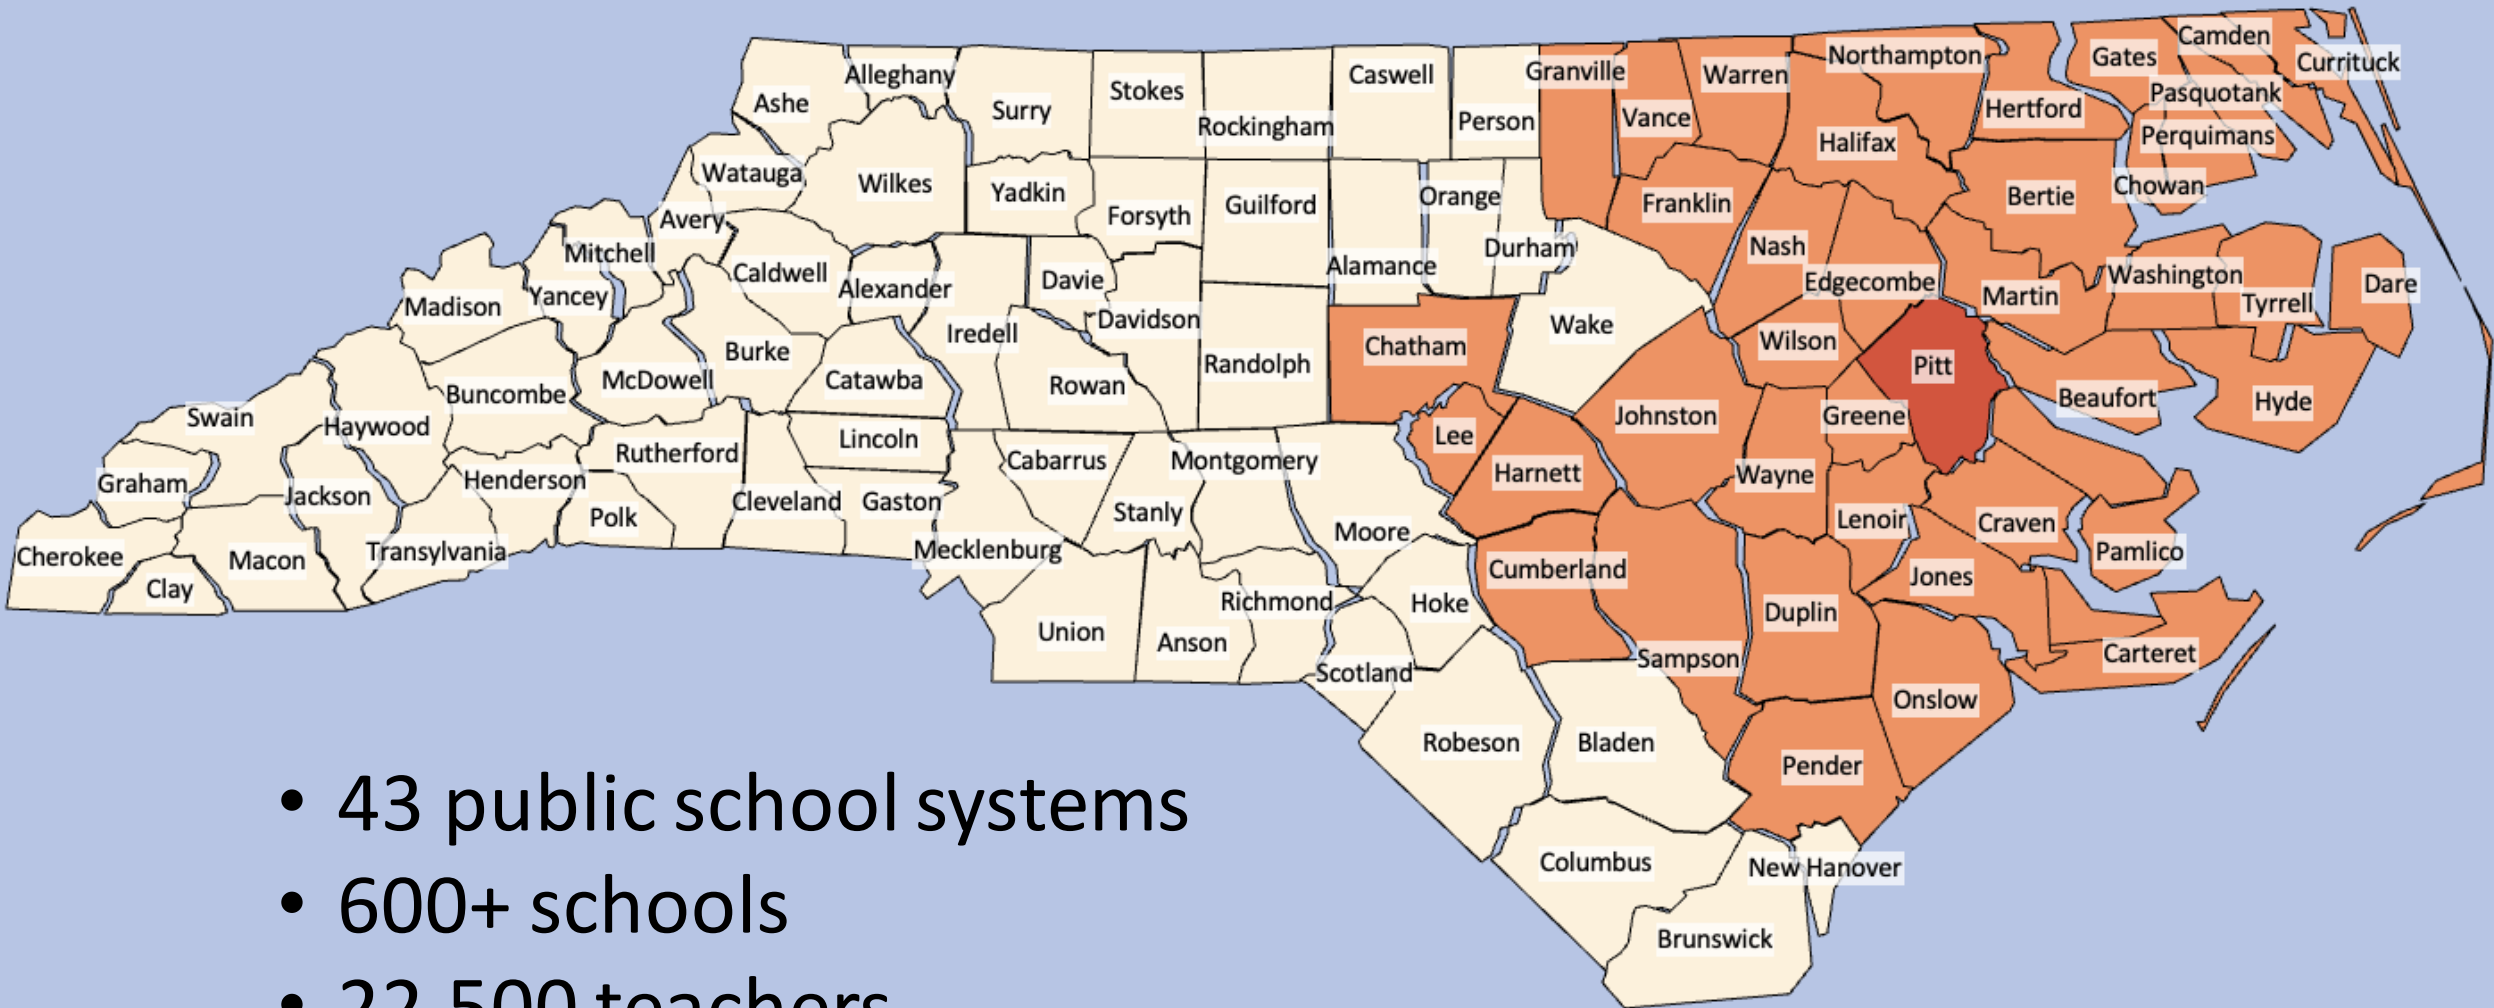 Alleghany
Ashe
Surry
Stokes
Rockingham
Caswell
Person
Granville
Vance
Warren
Northampton
Halifax
Hertford
Gates
Camden
Currituck
Pasquotank
Perquimans
Chowan
Bertie
Watauga
Wilkes
Yadkin
Forsyth
Guilford
Alamance
Orange
Durham
Franklin
Nash
Edgecombe
Martin
Washington
Tyrrell
Dare
Avery
Mitchell
Yancey
Madison
Caldwell
Alexander
Davie
Davidson
Iredell
Randolph
Chatham
Wake
Wilson
Pitt
Beaufort
Hyde
Burke
McDowell
Buncombe
Catawba
Rowan
Swain
Haywood
Rutherford
Lincoln
Cabarrus
Montgomery
Lee
Harnett
Johnston
Greene
Wayne
Graham
Jackson
Henderson
Polk
Cleveland
Gaston
Stanly
Moore
Lenoir
Craven
Pamlico
Cherokee
Clay
Macon
Transylvania
Mecklenburg
Cumberland
Jones
Union
Anson
Richmond
Hoke
Scotland
Sampson
Duplin
Carteret
Onslow
Robeson
Bladen
Pender
Columbus
New Hanover
Brunswick
• 43 public school systems
• 600+ schools
• 22,500 teachers